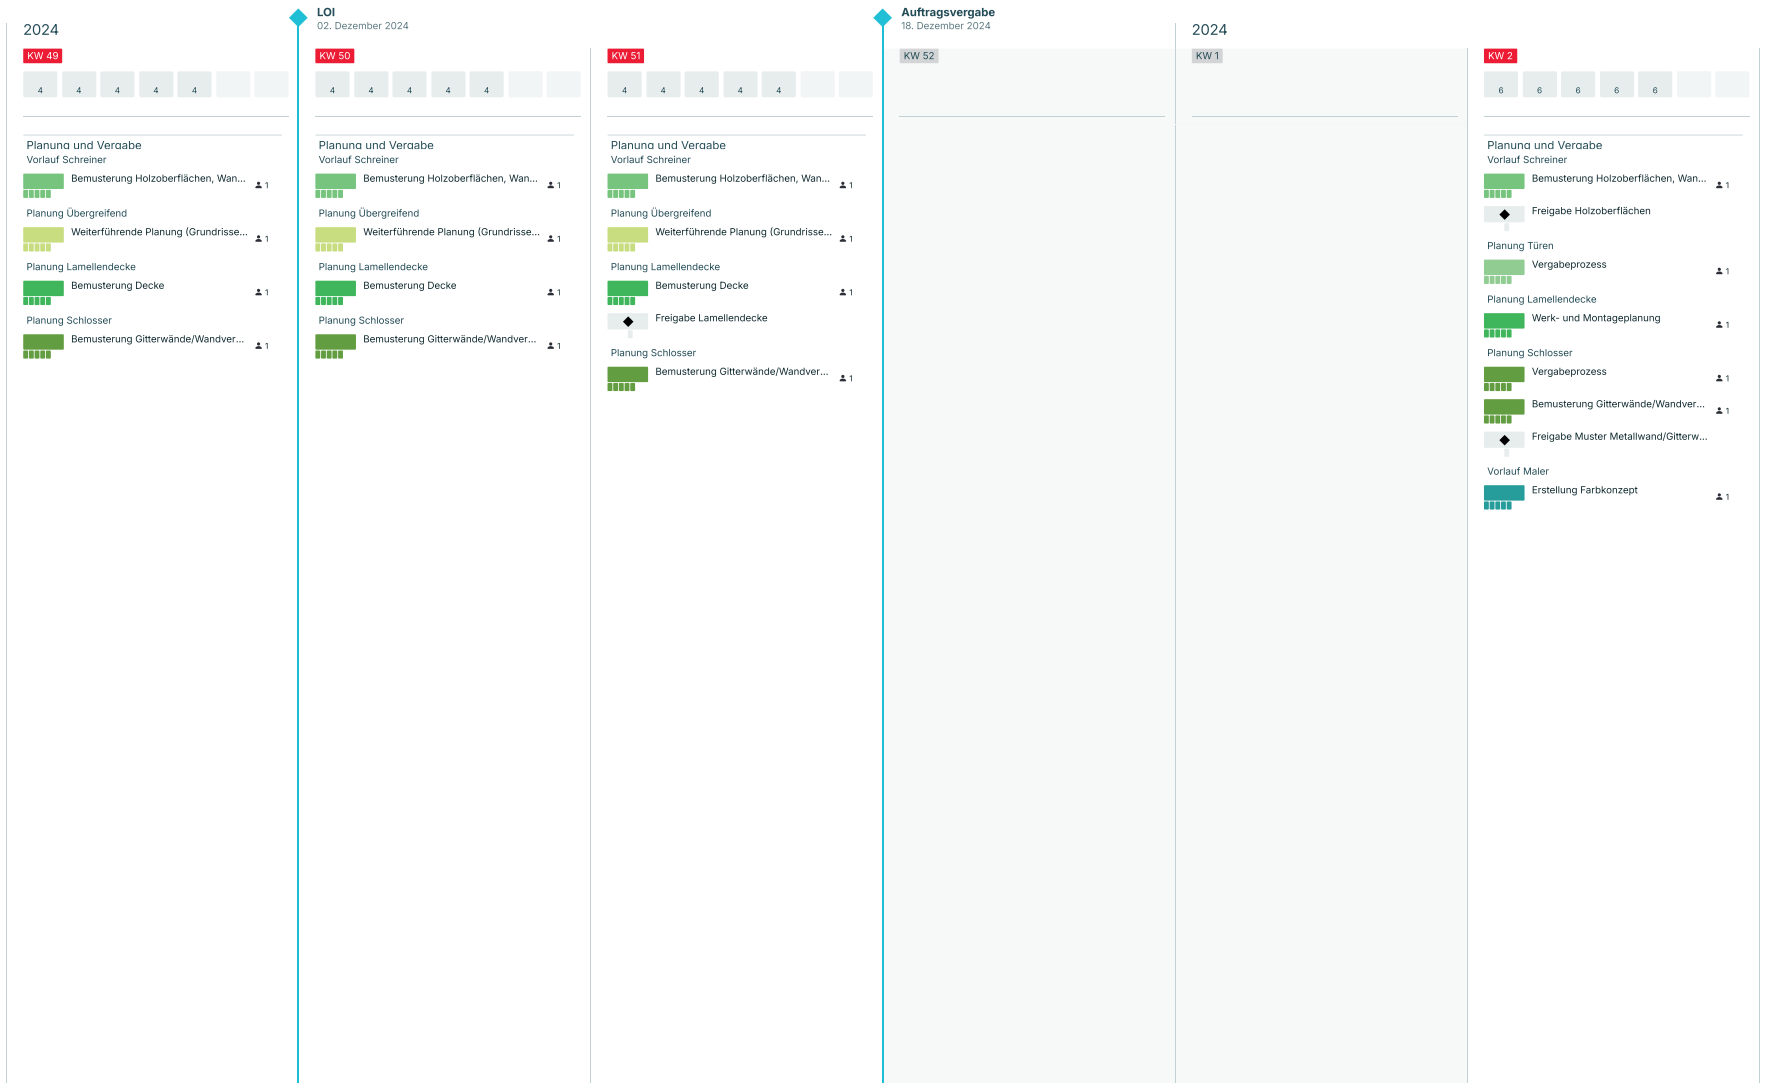 LOI
02. Dezember 2024
Auftragsvergabe
18. Dezember 2024
2024
2024
KW 49
4 4 4 4 4
Planung und Vergabe
Vorlauf Schreiner
Bemusterung Holzoberflächen, Wan...
1
Planung Übergreifend
Weiterführende Planung (Grundrisse...
1
Planung Lamellendecke
Bemusterung Decke
1
Planung Schlosser
Bemusterung Gitterwände/Wandver...
1
KW 50
4 4 4 4 4
Planung und Vergabe
Vorlauf Schreiner
Bemusterung Holzoberflächen, Wan...
1
Planung Übergreifend
Weiterführende Planung (Grundrisse...
1
Planung Lamellendecke
Bemusterung Decke
1
Planung Schlosser
Bemusterung Gitterwände/Wandver...
1
KW 51
4 4 4 4 4
Planung und Vergabe
Vorlauf Schreiner
Bemusterung Holzoberflächen, Wan...
1
Planung Übergreifend
Weiterführende Planung (Grundrisse...
1
Planung Lamellendecke
Bemusterung Decke
1
Freigabe Lamellendecke
Planung Schlosser
Bemusterung Gitterwände/Wandver...
1
KW 52
KW 1
KW 2
6 6 6 6 6
Planung und Vergabe
Vorlauf Schreiner
Bemusterung Holzoberflächen, Wan...
1
Freigabe Holzoberflächen
Planung Türen
Vergabeprozess
1
Planung Lamellendecke
Werk- und Montageplanung
1
Planung Schlosser
Vergabeprozess
1
Bemusterung Gitterwände/Wandver...
1
Freigabe Muster Metallwand/Gitterw...
Vorlauf Maler
Erstellung Farbkonzept
1